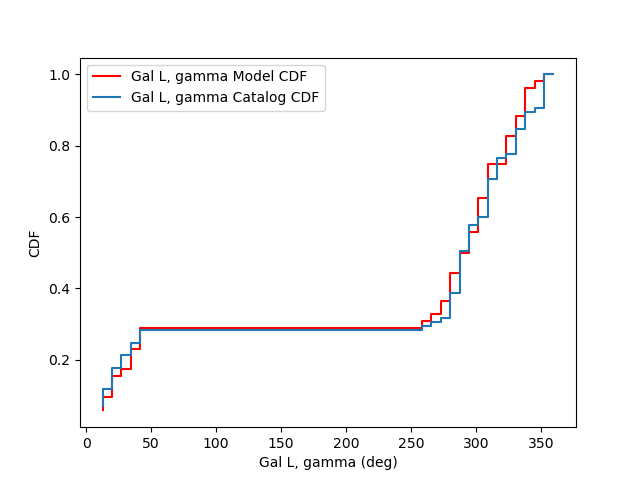 Gal L, gamma Model CDF
Gal L, gamma Catalog CDF
1.0
0.8
0.6
0.4
0.2
CDF
0 50 100 150 200 250 300 350
Gal L, gamma (deg)